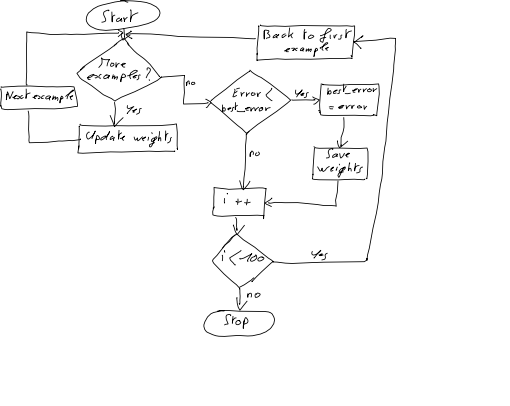 Start
Back to first
example
More
examples?
no
Error <
best_error
Yes
best_error
= error
Next example
Yes
Update weights
no
Save
weights
i ++
i < 100
Yes
no
Stop